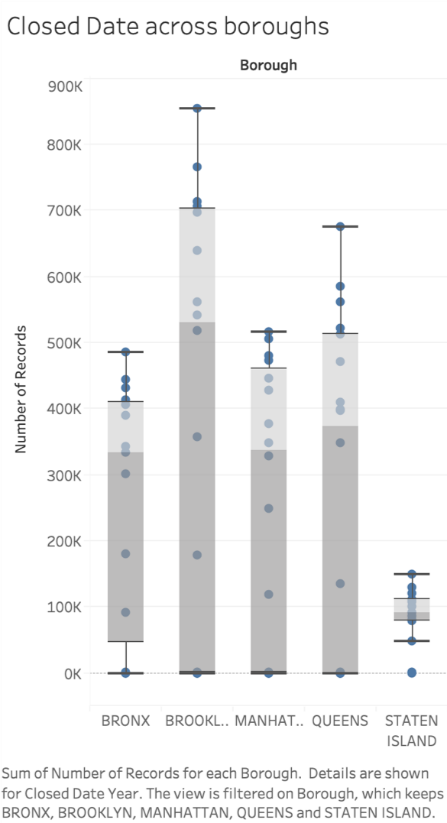 Closed Date across boroughs
Borough
900K
800K
700K
600K
500K
400K
300K
200K
100K
0K
Number of Records
BRONX BROOKL.. MANHAT.. QUEENS STATEN
ISLAND
Sum of Number of Records for each Borough. Details are shown
for Closed Date Year. The view is filtered on Borough, which keeps
BRONX, BROOKLYN, MANHATTAN, QUEENS and STATEN ISLAND.